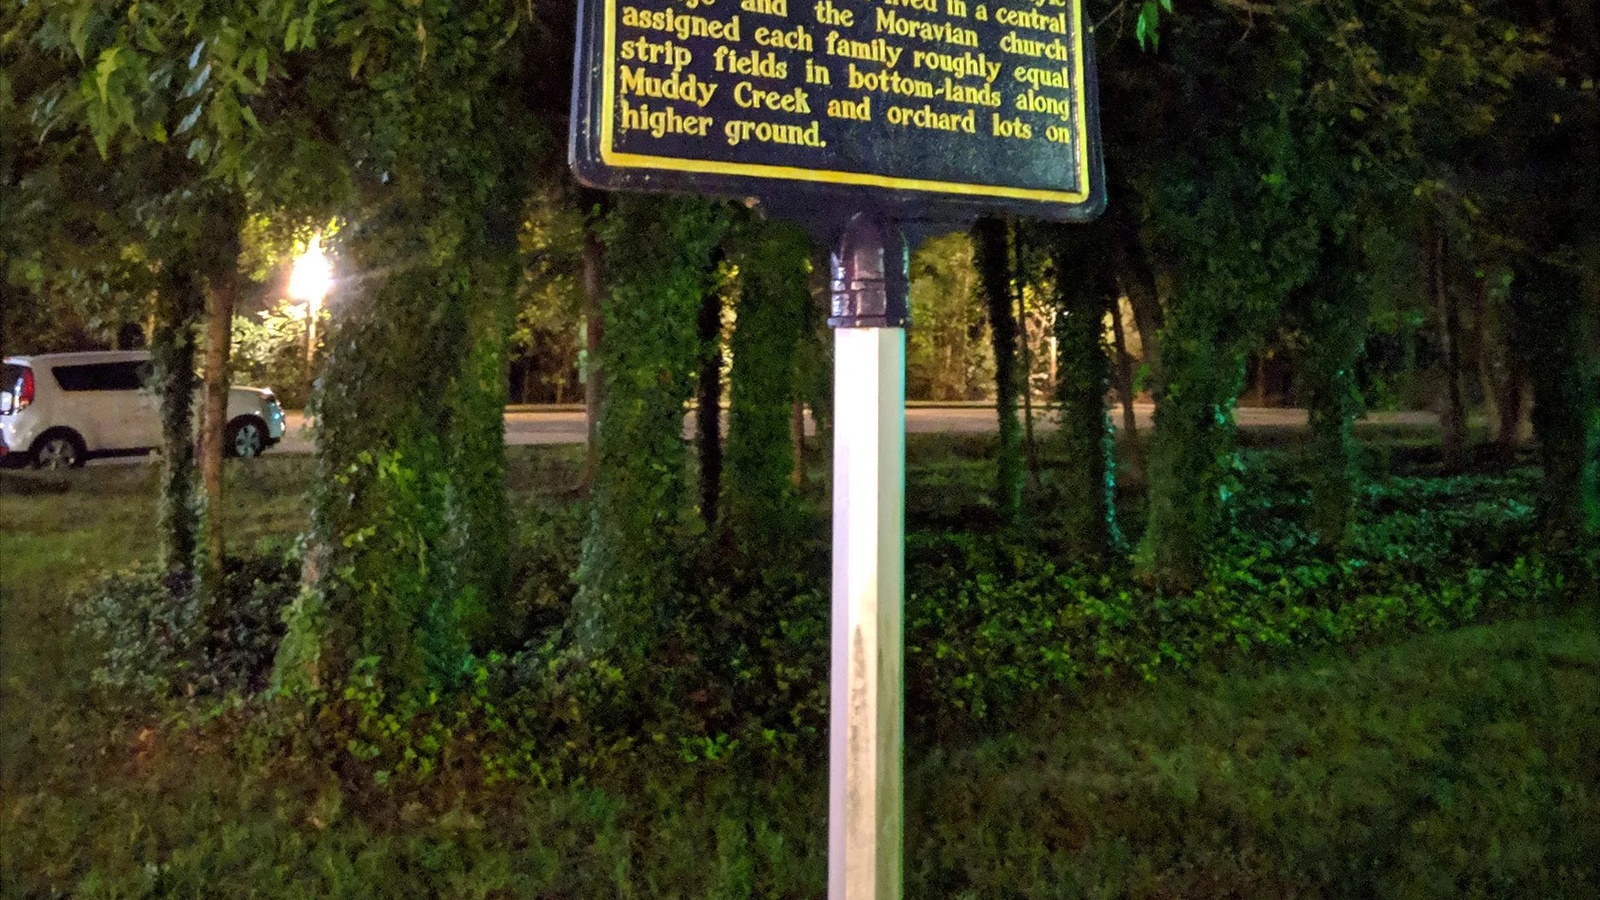 lived in a central
and the Moravian church
assigned each family roughly equal
strip fields in bottom-lands along
Muddy Creek and orchard lots on
higher ground.